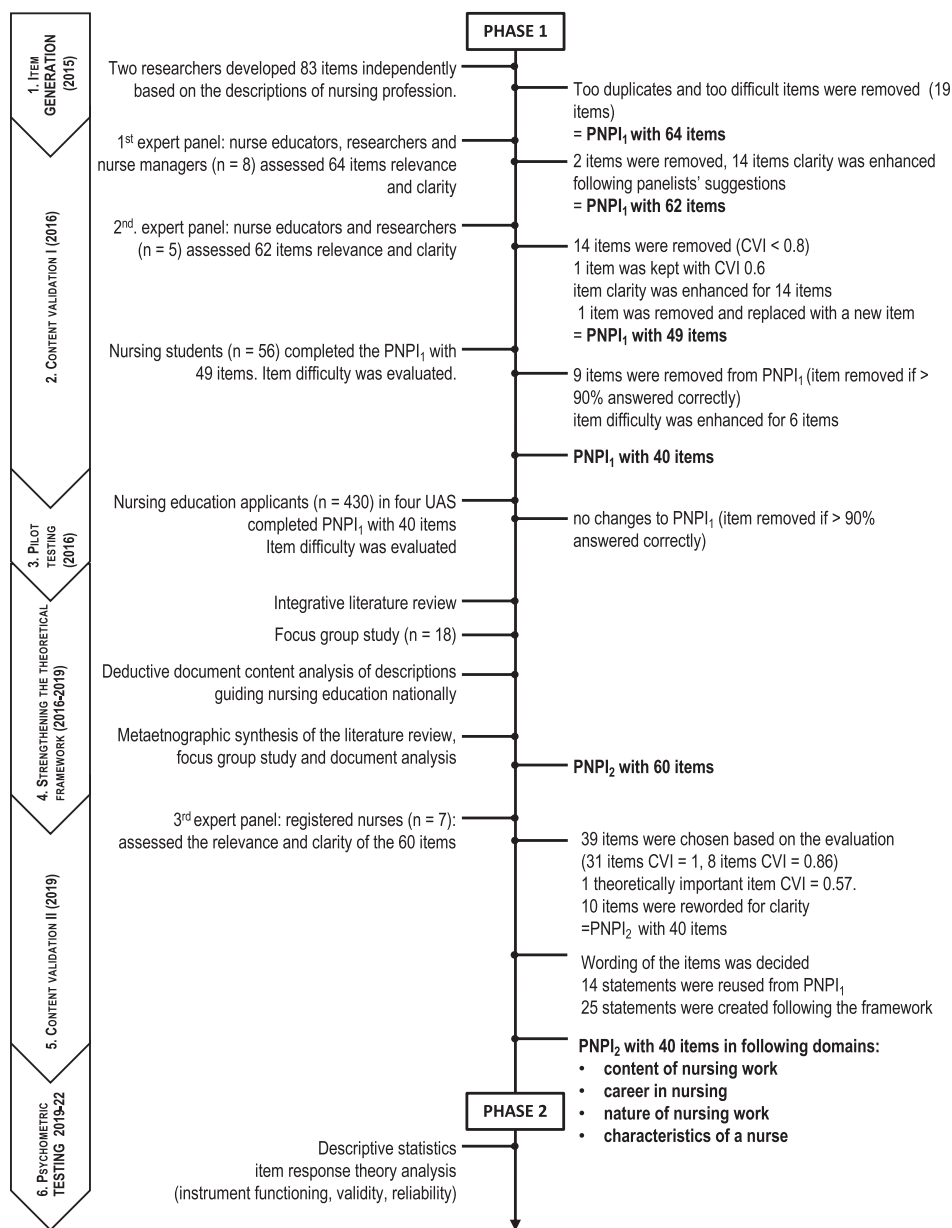 PHASE 1
1. ITEM
GENERATION
(2015)
Two researchers developed 83 items independently
based on the descriptions of nursing profession.
Too duplicates and too difficult items were removed (19
items)
= PNPI₁ with 64 items
2. CONTENT VALIDATION I (2016)
1st expert panel: nurse educators, researchers and
nurse managers (n = 8) assessed 64 items relevance
and clarity
2 items were removed, 14 items clarity was enhanced
following panelists' suggestions
= PNPI₁ with 62 items
2nd. expert panel: nurse educators and researchers
(n = 5) assessed 62 items relevance and clarity
14 items were removed (CVI < 0.8)
1 item was kept with CVI 0.6
item clarity was enhanced for 14 items
1 item was removed and replaced with a new item
= PNPI₁ with 49 items
Nursing students (n = 56) completed the PNPI₁ with
49 items. Item difficulty was evaluated.
9 items were removed from PNPI₁ (item removed if >
90% answered correctly)
item difficulty was enhanced for 6 items
PNPI₁ with 40 items
3. PILOT
TESTING
(2016)
Nursing education applicants (n = 430) in four UAS
completed PNPI₁ with 40 items
Item difficulty was evaluated
no changes to PNPI₁ (item removed if > 90%
answered correctly)
4. STRENGTHENING THE THEORETICAL
FRAMEWORK (2016-2019)
Integrative literature review
Focus group study (n = 18)
Deductive document content analysis of descriptions
guiding nursing education nationally
Metaetnographic synthesis of the literature review,
focus group study and document analysis
PNPI₂ with 60 items
5. CONTENT VALIDATION II (2019)
3rd expert panel: registered nurses (n = 7):
assessed the relevance and clarity of the 60 items
39 items were chosen based on the evaluation
(31 items CVI = 1, 8 items CVI = 0.86)
1 theoretically important item CVI = 0.57.
10 items were reworded for clarity
=PNPI₂ with 40 items
Wording of the items was decided
14 statements were reused from PNPI₁
25 statements were created following the framework
PNPI₂ with 40 items in following domains:
• content of nursing work
• career in nursing
• nature of nursing work
• characteristics of a nurse
PHASE 2
6. PSYCHOMETRIC
TESTING 2019-22
Descriptive statistics
item response theory analysis
(instrument functioning, validity, reliability)